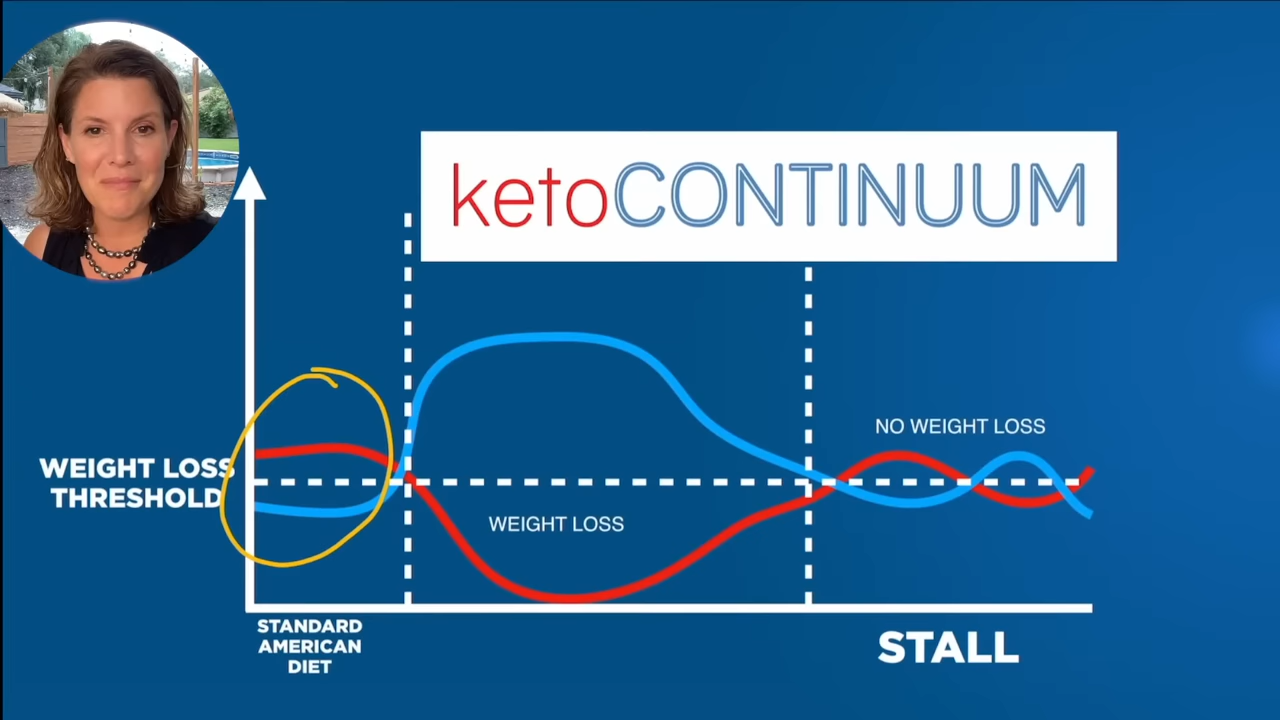 ketoCONTINUUM
NO WEIGHT LOSS
WEIGHT LOSS
THRESHOLD
WEIGHT LOSS
STANDARD
AMERICAN
DIET
STALL